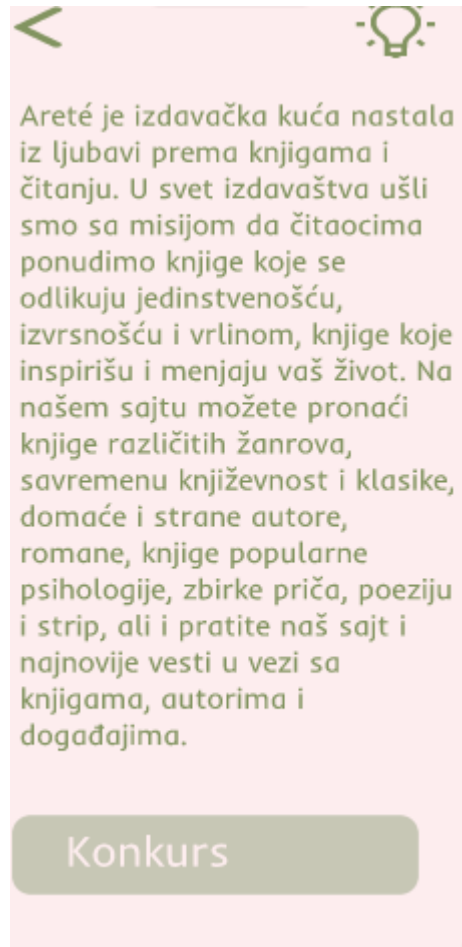 Areté je izdavačka kuća nastala
iz ljubavi prema knjigama i
čitanju. U svet izdavaštva ušli
smo sa misijom da čitaocima
ponudimo knjige koje se
odlikuju jedinstvenošću,
izvrsnošću i vrlinom, knjige koje
inspirišu i menjaju vaš život. Na
našem sajtu možete pronaći
knjige različitih žanrova,
savremenu književnost i klasike,
domaće i strane autore,
romane, knjige popularne
psihologije, zbirke priča, poeziju
i strip, ali i pratite naš sajt i
najnovije vesti u vezi sa
knjigama, autorima i
događajima.
Konkurs